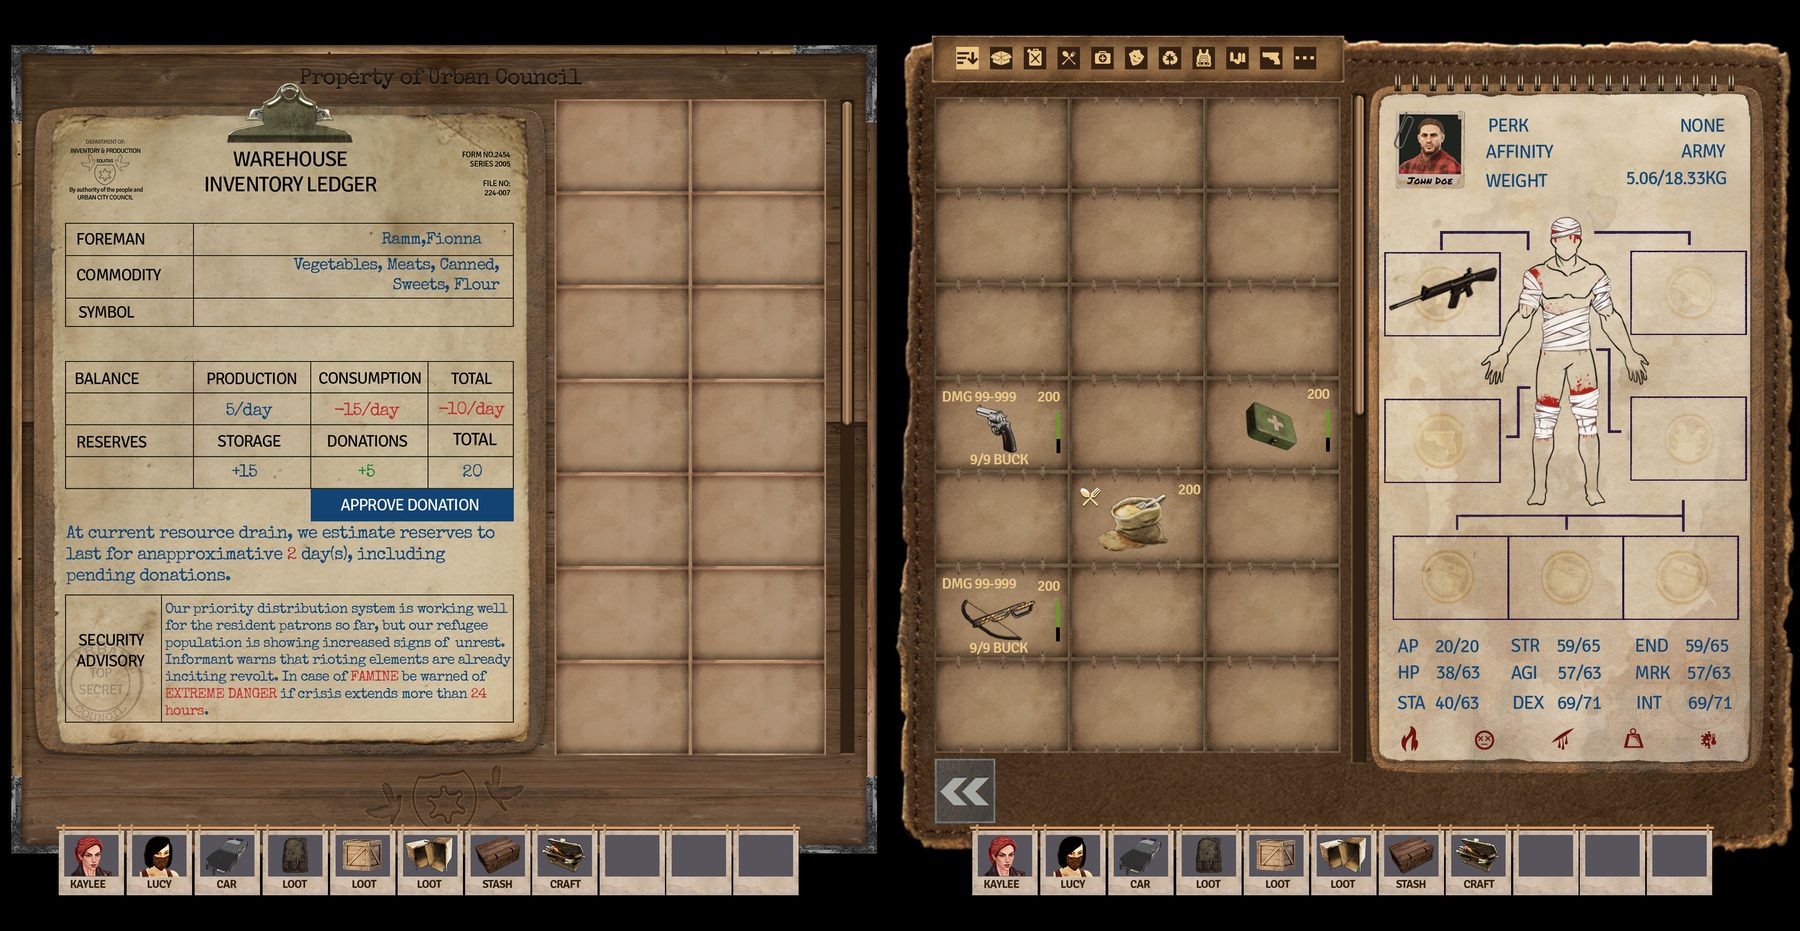 Property of Urban Council
DEPARTMENT OF:
INVENTORY & PRODUCTION
EQUITAS
By authority of the people and
URBAN CITY COUNCIL
WAREHOUSE
INVENTORY LEDGER
FORM NO.2454
SERIES 2005
FILE NO:
224-007
FOREMAN Ramm,Fionna
COMMODITY Vegetables, Meats, Canned,
Sweets, Flour
SYMBOL
BALANCE PRODUCTION CONSUMPTION TOTAL
5/day -15/day -10/day
RESERVES STORAGE DONATIONS TOTAL
+15 +5 20
APPROVE DONATION
At current resource drain, we estimate reserves to
last for anapproximative 2 day(s), including
pending donations.
SECURITY
ADVISORY
TOP
SECRET
COUNCIL
Our priority distribution system is working well
for the resident patrons so far, but our refugee
population is showing increased signs of unrest.
Informant warns that rioting elements are already
inciting revolt. In case of FAMINE be warned of
EXTREME DANGER if crisis extends more than 24
hours.
KAYLEE LUCY CAR LOOT LOOT LOOT STASH CRAFT
DMG 99-999 200
9/9 BUCK
200
200
DMG 99-999 200
9/9 BUCK
JOHN DOE
PERK NONE
AFFINITY ARMY
WEIGHT 5.06/18.33KG
AP 20/20 STR 59/65 END 59/65
HP 38/63 AGI 57/63 MRK 57/63
STA 40/63 DEX 69/71 INT 69/71
KAYLEE LUCY CAR LOOT LOOT LOOT STASH CRAFT